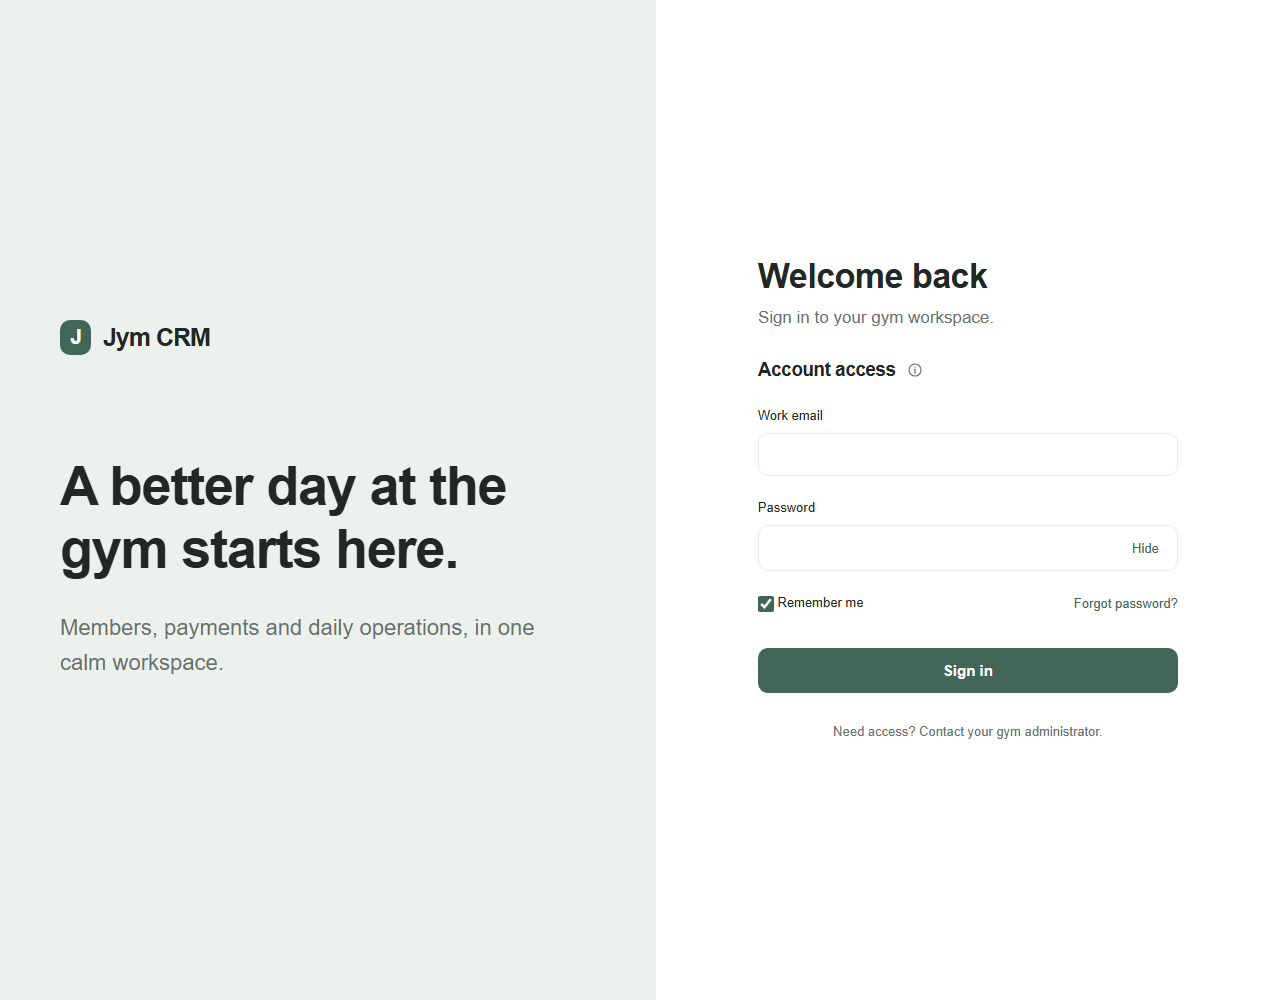 J Jym CRM
A better day at the
gym starts here.
Members, payments and daily operations, in one
calm workspace.
Welcome back
Sign in to your gym workspace.
Account access
Work email
Password
Hide
Remember me
Forgot password?
Sign in
Need access? Contact your gym administrator.